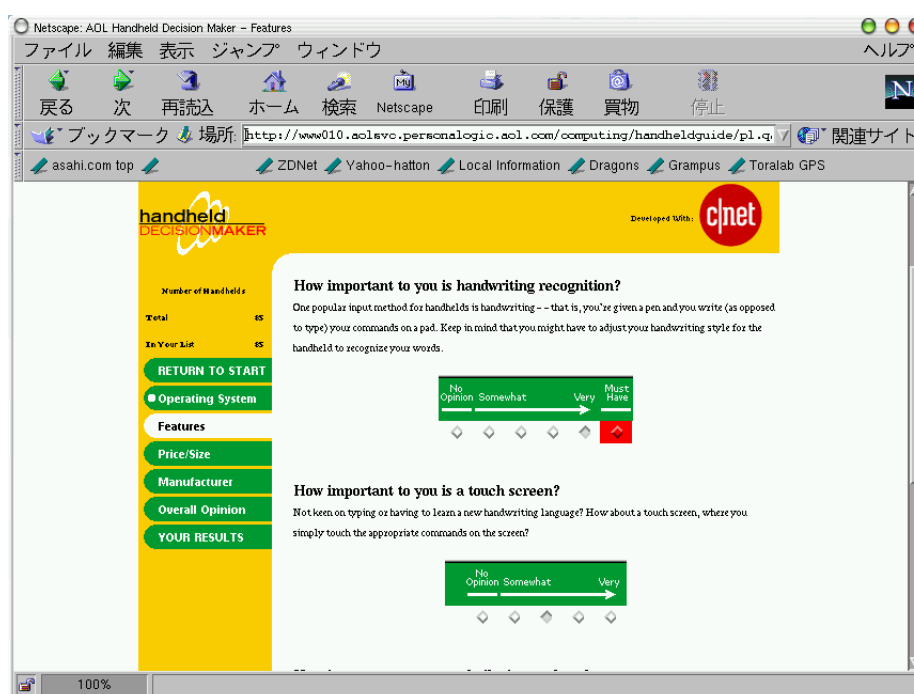 Netscape: AOL Handheld Decision Maker – Features
ファイル 編集 表示 ジャンプ ウィンドウ ヘルプ
My N
戻る 次 再読込 ホーム 検索 Netscape 印刷 保護 買物 停止
ブックマーク 場所: http://www010.aolsvc.personalogic.aol.com/computing/handheldguide/pl.q. 関連サイト
asahi.com top ZDNet Yahoo-hatton Local Information Dragons Grampus Toralab GPS
handheld
DECISIONMAKER
Developed With: c|net
Number of Handhelds
Total 85
In Your List 85
RETURN TO START
Operating System
Features
Price/Size
Manufacturer
Overall Opinion
YOUR RESULTS
How important to you is handwriting recognition?
One popular input method for handhelds is handwriting -- that is, you're given a pen and you write (as opposed
to type) your commands on a pad. Keep in mind that you might have to adjust your handwriting style for the
handheld to recognize your words.
No Opinion Somewhat Very Must Have
How important to you is a touch screen?
Not keen on typing or having to learn a new handwriting language? How about a touch screen, where you
simply touch the appropriate commands on the screen?
No Opinion Somewhat Very
100%